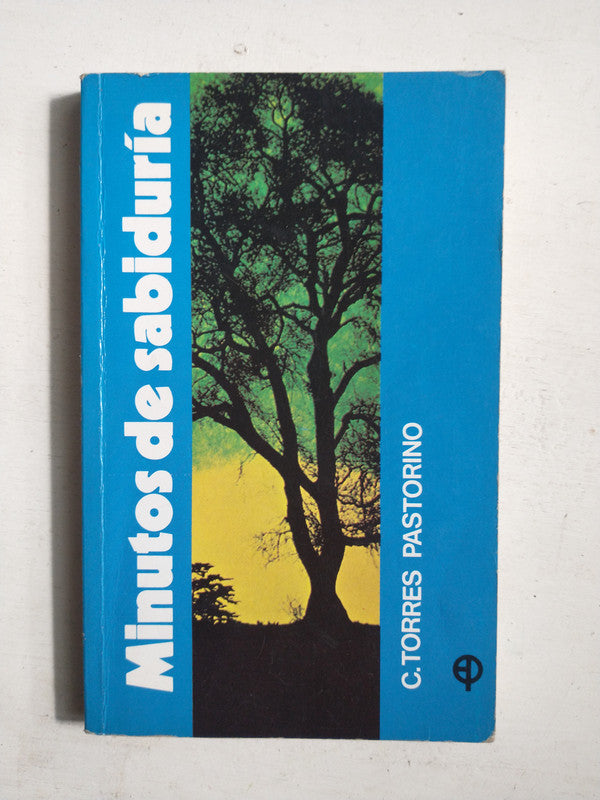 Minutos de sabiduría
C. TORRES PASTORINO